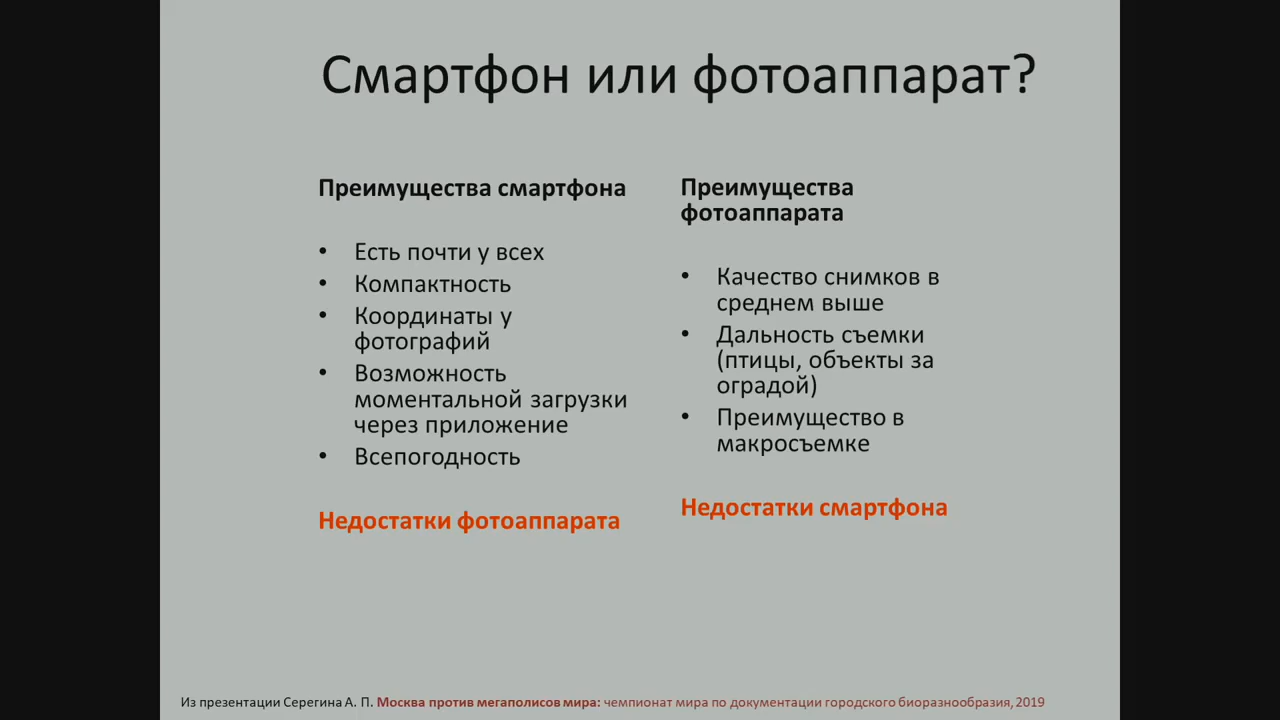 Смартфон или фотоаппарат?
Преимущества смартфона
• Есть почти у всех
• Компактность
• Координаты у
фотографий
• Возможность
моментальной загрузки
через приложение
• Всепогодность
Недостатки фотоаппарата
Преимущества
фотоаппарата
• Качество снимков в
среднем выше
• Дальность съемки
(птицы, объекты за
оградой)
• Преимущество в
макросъемке
Недостатки смартфона
Из презентации Серегина А. П. Москва против мегаполисов мира: чемпионат мира по документации городского биоразнообразия, 2019